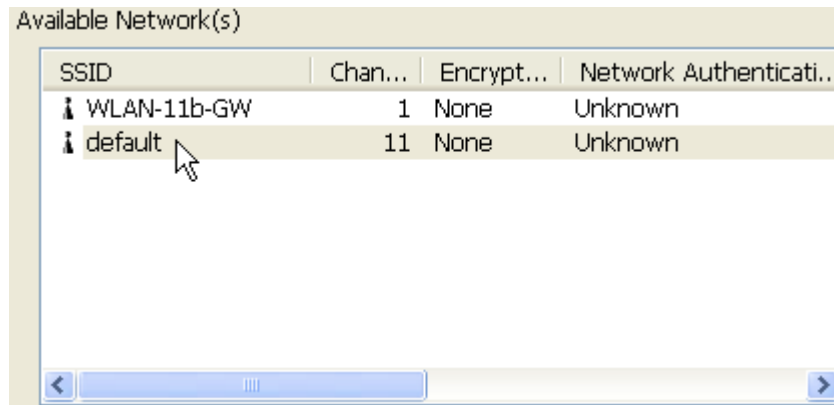 Available Network(s)
SSID Chan... Encrypt... Network Authenticati...
WLAN-11b-GW 1 None Unknown
default 11 None Unknown